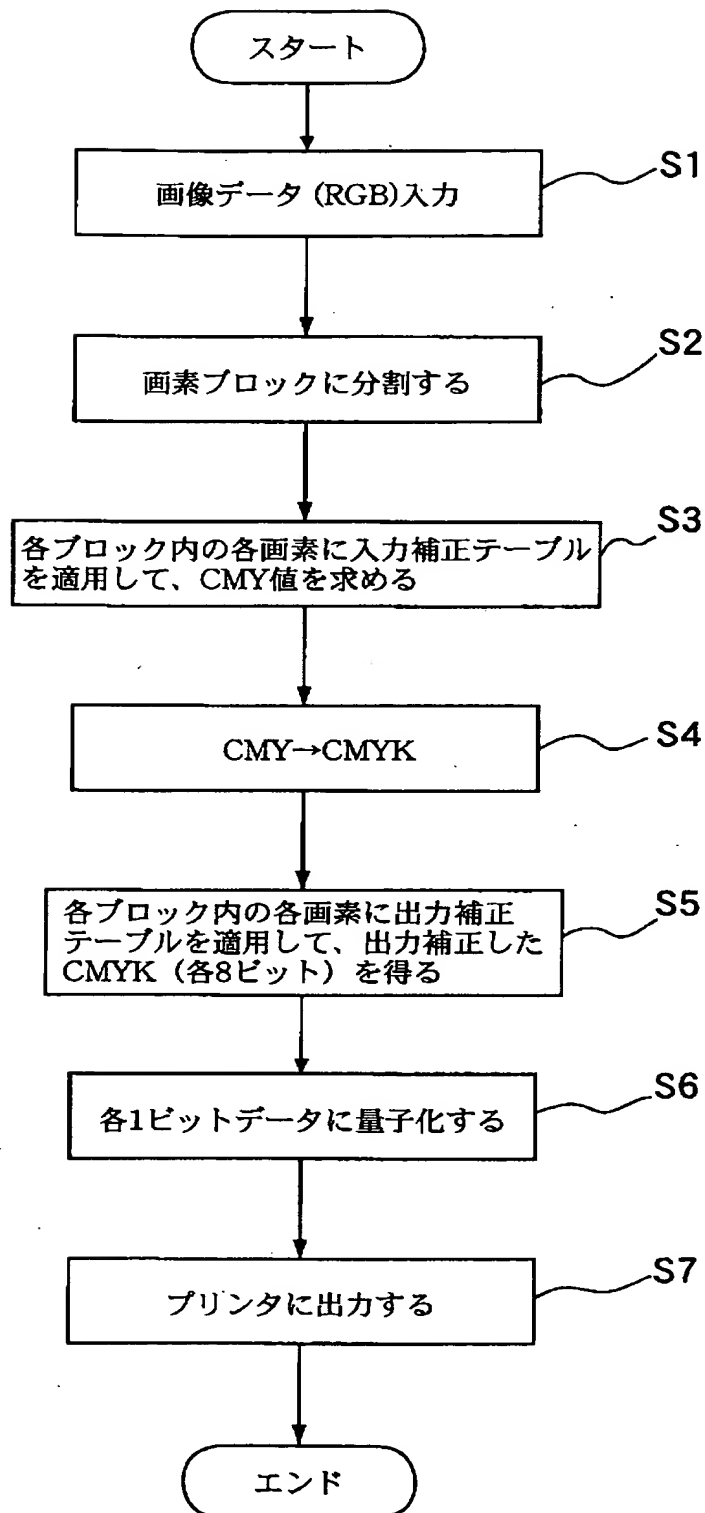 スタート
画像データ (RGB)入力
S1
画素ブロックに分割する
S2
各ブロック内の各画素に入力補正テーブル
を適用して、CMY値を求める
S3
CMY→CMYK
S4
各ブロック内の各画素に出力補正
テーブルを適用して、出力補正した
CMYK（各8ビット）を得る
S5
各1ビットデータに量子化する
S6
プリンタに出力する
S7
エンド